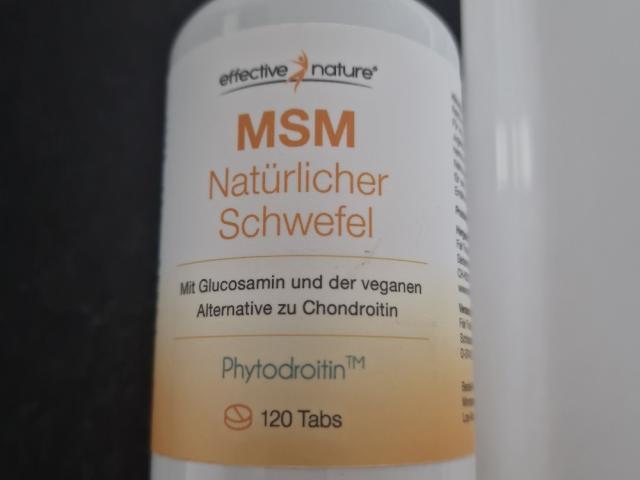 effective nature®
MSM
Natürlicher
Schwefel
Mit Glucosamin und der veganen
Alternative zu Chondroitin
Phytodroitin™
120 Tabs